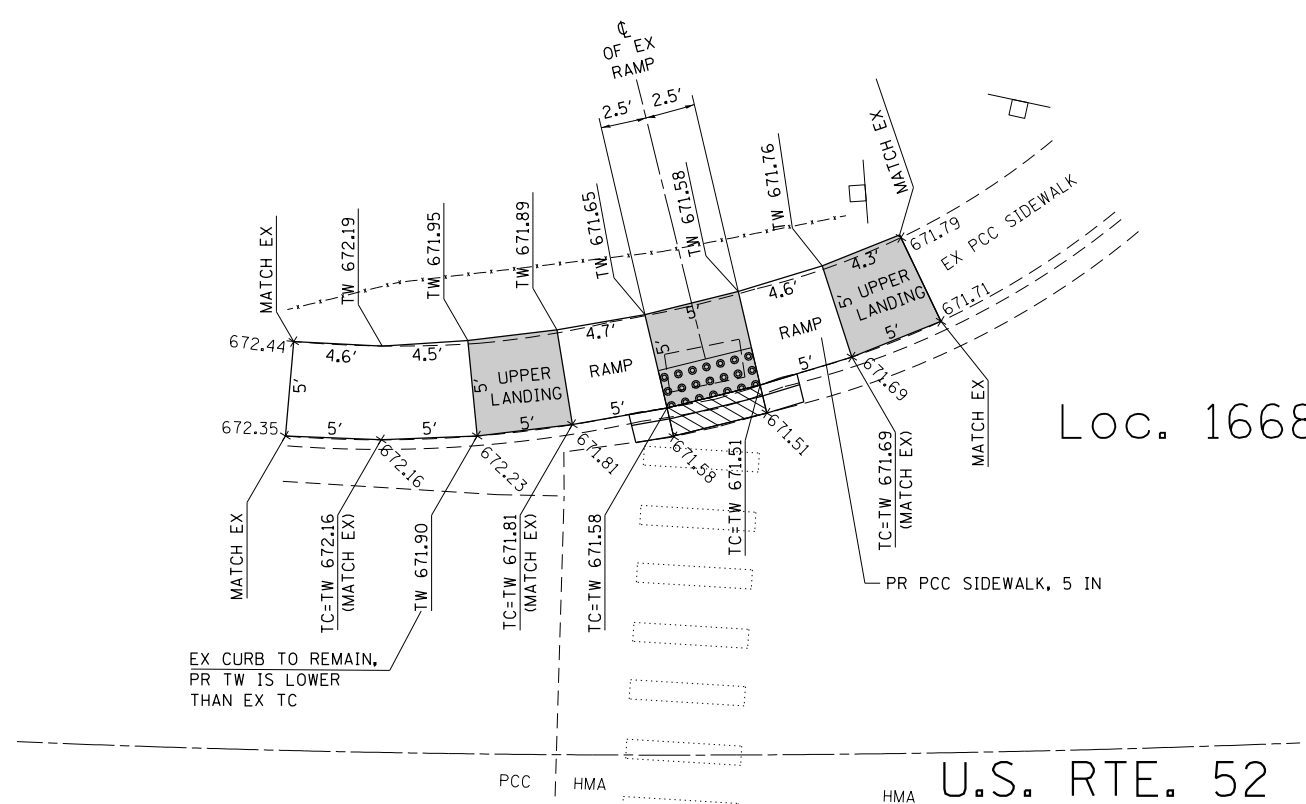 ℄
OF EX
RAMP
2.5'
2.5'
MATCH EX
TW 672.19
TW 671.95
TW 671.89
TW 671.65
TW 671.58
TW 671.76
MATCH EX
671.79
EX PCC SIDEWALK
672.44
4.6'
4.5'
4.7'
5'
4.6'
4.3'
5'
5'
5'
5'
UPPER
LANDING
RAMP
RAMP
UPPER
LANDING
671.71
672.35
5'
5'
5'
5'
5'
5'
672.16
672.23
671.81
671.58
671.51
671.69
MATCH EX
TC=TW 672.16
(MATCH EX)
TW 671.90
TC=TW 671.81
(MATCH EX)
TC=TW 671.58
TC=TW 671.51
TC=TW 671.69
(MATCH EX)
MATCH EX
Loc. 1668
PR PCC SIDEWALK, 5 IN
EX CURB TO REMAIN,
PR TW IS LOWER
THAN EX TC
PCC
HMA
HMA
U.S. RTE. 52